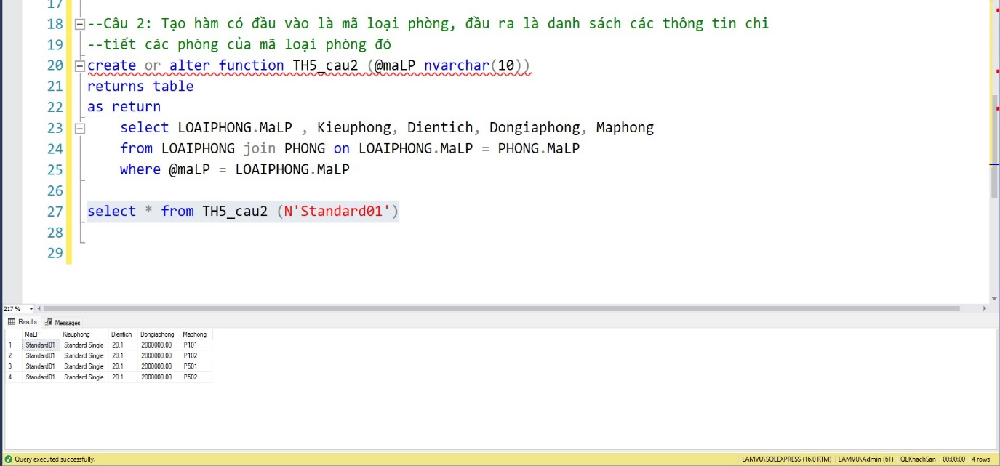 17
18 --Câu 2: Tạo hàm có đầu vào là mã loại phòng, đầu ra là danh sách các thông tin chi
19 --tiết các phòng của mã loại phòng đó
20 create or alter function TH5_cau2 (@maLP nvarchar(10))
21 returns table
22 as return
23 select LOAIPHONG.MaLP , Kieuphong, Dientich, Dongiaphong, Maphong
24 from LOAIPHONG join PHONG on LOAIPHONG.MaLP = PHONG.MaLP
25 where @maLP = LOAIPHONG.MaLP
26
27 select * from TH5_cau2 (N'Standard01')
28
29
217 %
Results Messages
MaLP Kieuphong Dientich Dongiaphong Maphong
1 Standard01 Standard Single 20.1 2000000.00 P101
2 Standard01 Standard Single 20.1 2000000.00 P102
3 Standard01 Standard Single 20.1 2000000.00 P501
4 Standard01 Standard Single 20.1 2000000.00 P502
Query executed successfully. LAMVU\SQLEXPRESS (16.0 RTM) LAMVU\Admin (61) QLKhachSan 00:00:00 4 rows